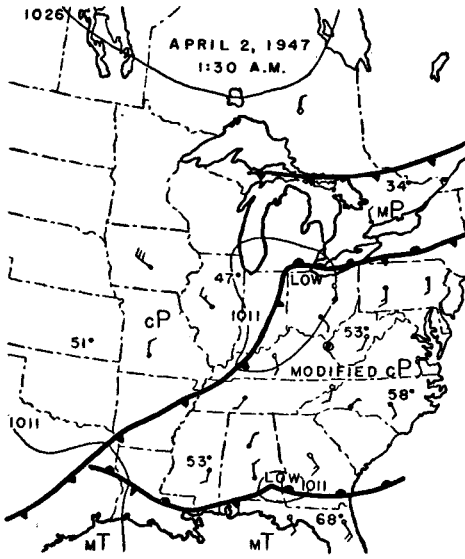 1026
APRIL 2, 1947
1:30 A.M.
34°
mP
47°
LOW
1011
cP
53°
51°
MODIFIED cP
58°
1011
53°
LOW
1011
68°
mT
mT